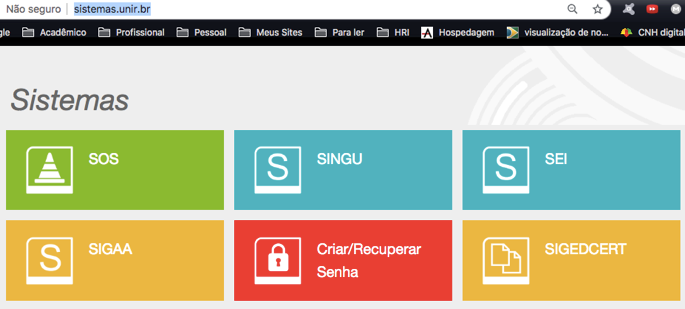 Não seguro | sistemas.unir.br
gle Acadêmico Profissional Pessoal Meus Sites Para ler HRI A Hospedagem visualização de no... CNH digital
Sistemas
SOS
S SINGU
S SEI
S SIGAA
Criar/Recuperar
Senha
SIGEDCERT